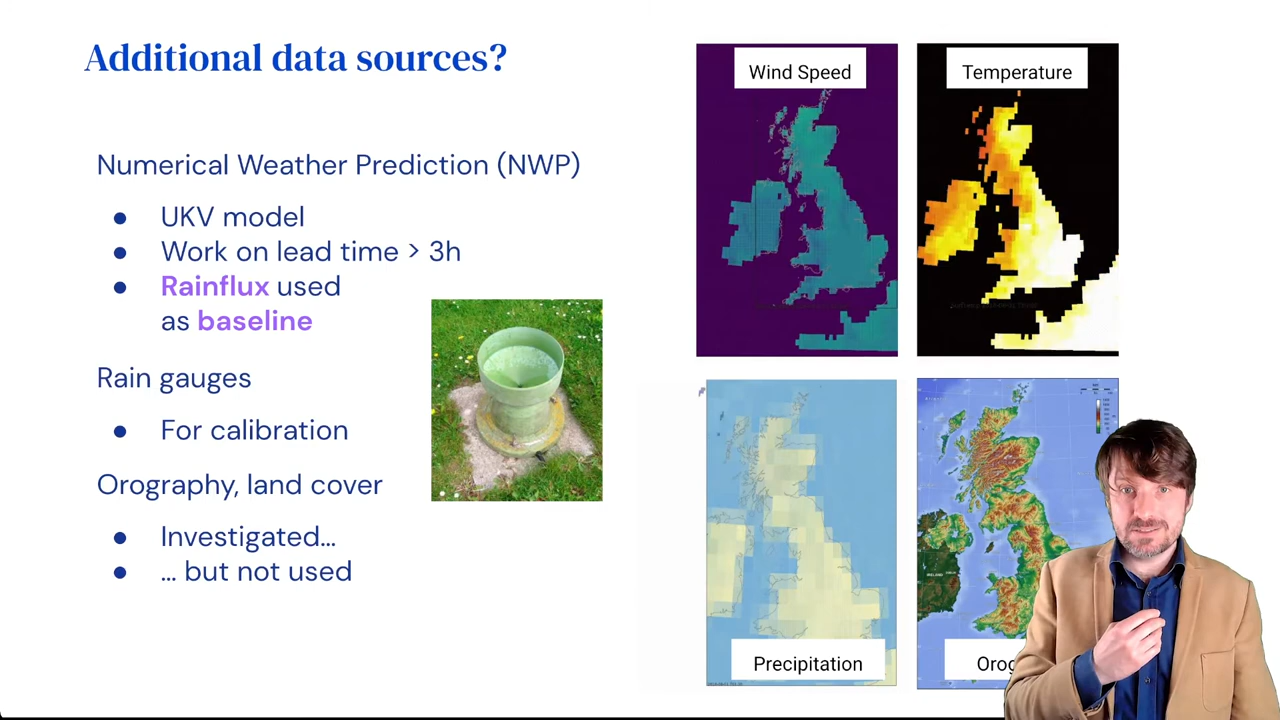 Additional data sources?
Numerical Weather Prediction (NWP)
● UKV model
● Work on lead time > 3h
● Rainflux used
as baseline
Rain gauges
● For calibration
Orography, land cover
● Investigated...
● ... but not used
Wind Speed
Temperature
Precipitation
Orog